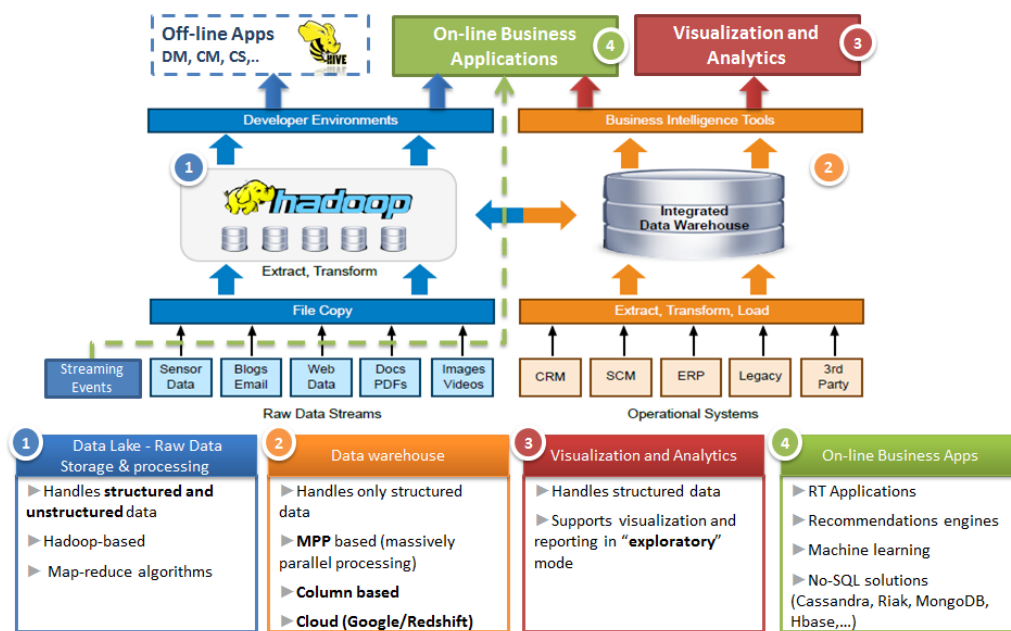 Off-line Apps
DM, CM, CS,..
HIVE
On-line Business
Applications
4
Visualization and
Analytics
3
Developer Environments
Business Intelligence Tools
1
2
hadoop
Integrated
Data Warehouse
Extract, Transform
File Copy
Extract, Transform, Load
Streaming
Events
Sensor
Data
Blogs
Email
Web
Data
Docs
PDFs
Images
Videos
CRM
SCM
ERP
Legacy
3rd
Party
Raw Data Streams
Operational Systems
1
Data Lake - Raw Data
Storage & processing
Handles structured and
unstructured data
Hadoop-based
Map-reduce algorithms
2
Data warehouse
Handles only structured
data
MPP based (massively
parallel processing)
Column based
Cloud (Google/Redshift)
3
Visualization and Analytics
Handles structured data
Supports visualization and
reporting in “exploratory”
mode
4
On-line Business Apps
RT Applications
Recommendations engines
Machine learning
No-SQL solutions
(Cassandra, Riak, MongoDB,
Hbase,…)